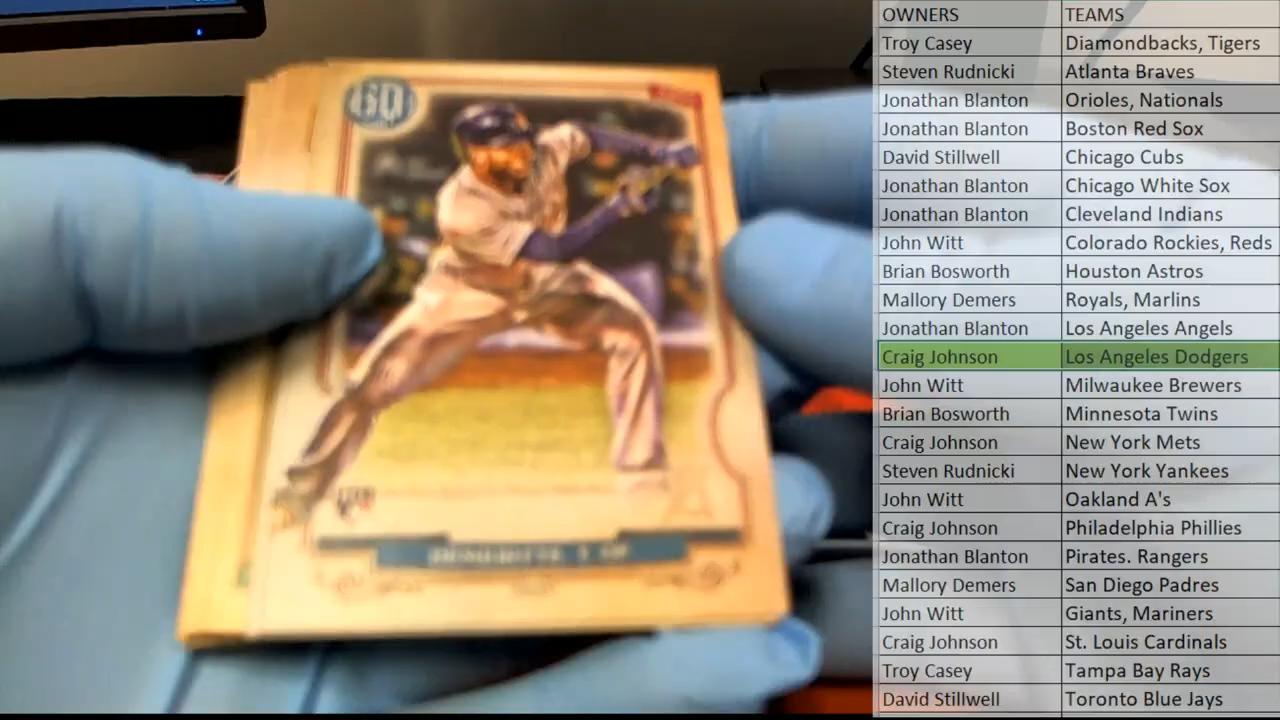 OWNERS TEAMS
Troy Casey Diamondbacks, Tigers
Steven Rudnicki Atlanta Braves
Jonathan Blanton Orioles, Nationals
Jonathan Blanton Boston Red Sox
David Stillwell Chicago Cubs
Jonathan Blanton Chicago White Sox
Jonathan Blanton Cleveland Indians
John Witt Colorado Rockies, Reds
Brian Bosworth Houston Astros
Mallory Demers Royals, Marlins
Jonathan Blanton Los Angeles Angels
Craig Johnson Los Angeles Dodgers
John Witt Milwaukee Brewers
Brian Bosworth Minnesota Twins
Craig Johnson New York Mets
Steven Rudnicki New York Yankees
John Witt Oakland A's
Craig Johnson Philadelphia Phillies
Jonathan Blanton Pirates. Rangers
Mallory Demers San Diego Padres
John Witt Giants, Mariners
Craig Johnson St. Louis Cardinals
Troy Casey Tampa Bay Rays
David Stillwell Toronto Blue Jays
GQ